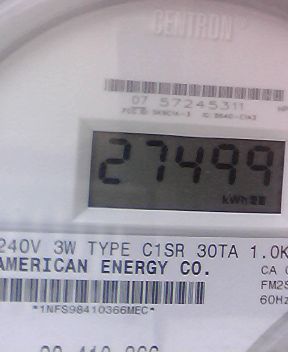 CENTRON®
07 57245311
27499
kWh
240V 3W TYPE C1SR 30TA 1.0K
AMERICAN ENERGY CO.
CA
FM2S
60Hz
*1NFS98410366MEC*